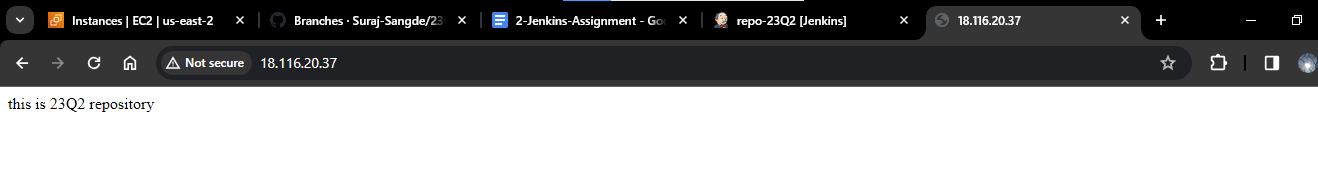 Instances | EC2 | us-east-2
Branches · Suraj-Sangde/23
2-Jenkins-Assignment - Goo
repo-23Q2 [Jenkins]
18.116.20.37
Not secure
18.116.20.37
this is 23Q2 repository